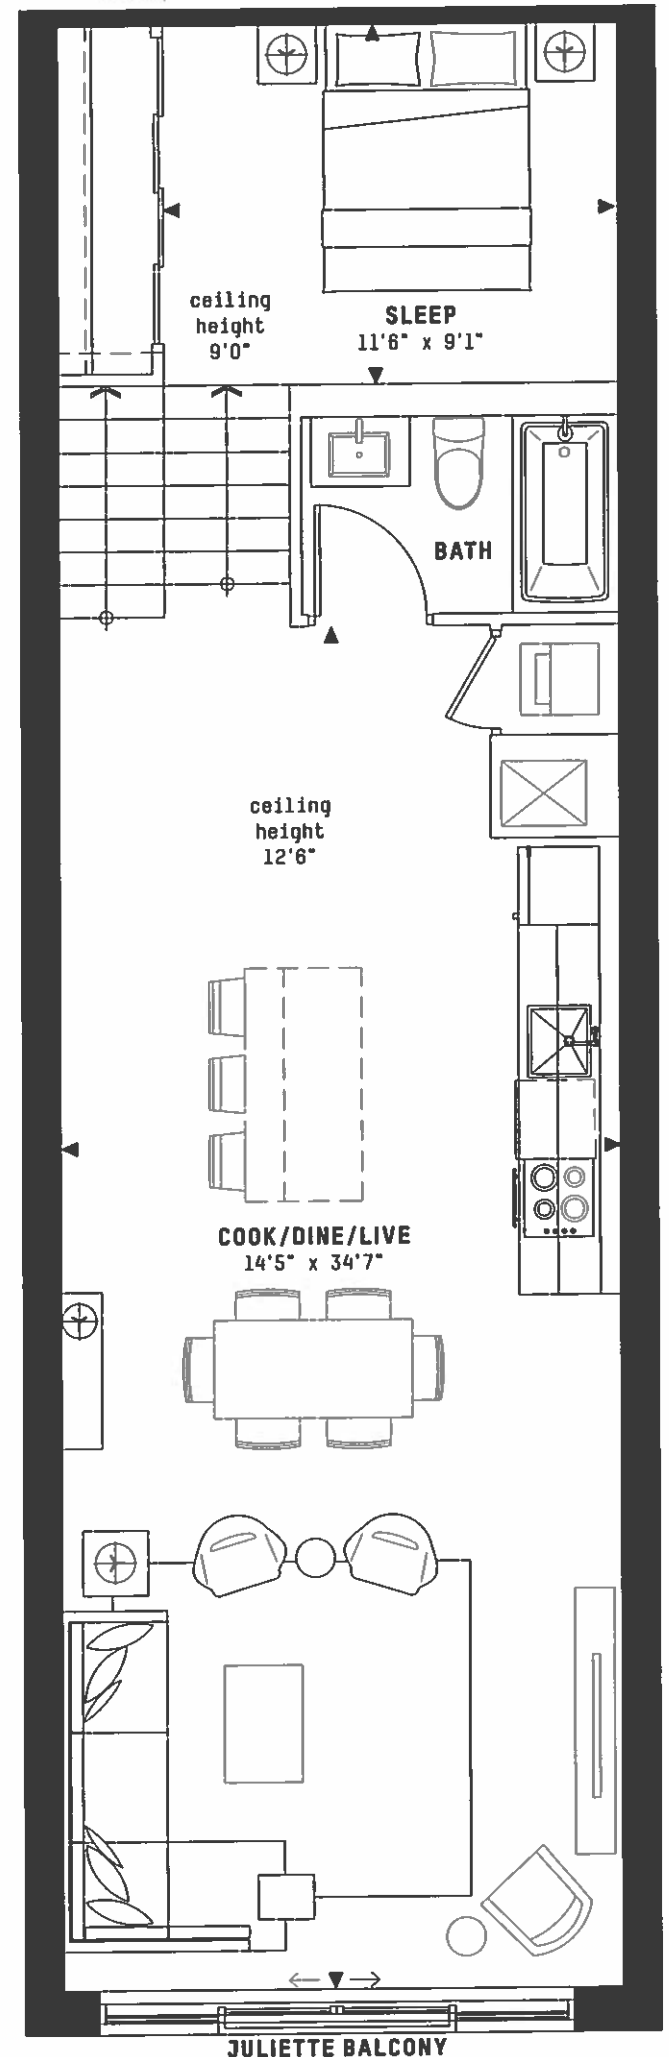 ceiling
height
9'0"
SLEEP
11'6" x 9'1"
BATH
ceiling
height
12'6"
COOK/DINE/LIVE
14'5" x 34'7"
JULIETTE BALCONY